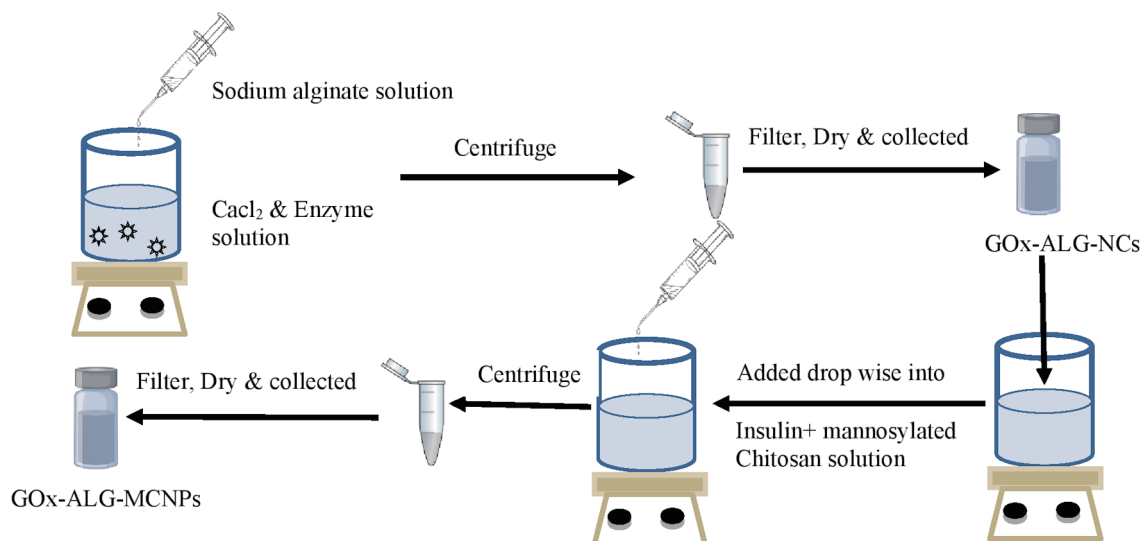 Sodium alginate solution
Cacl₂ & Enzyme
solution
Centrifuge
Filter, Dry & collected
GOx-ALG-NCs
Added drop wise into
Insulin+ mannosylated
Chitosan solution
Centrifuge
Filter, Dry & collected
GOx-ALG-MCNPs